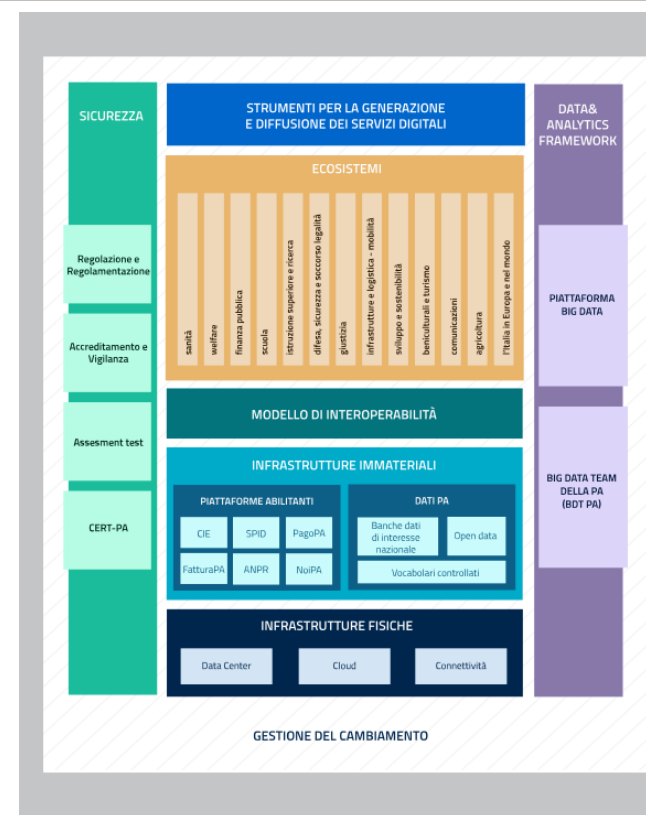 SICUREZZA
Regolazione e
Regolamentazione
Accreditamento e
Vigilanza
Assesment test
CERT-PA
STRUMENTI PER LA GENERAZIONE
E DIFFUSIONE DEI SERVIZI DIGITALI
ECOSISTEMI
sanità
welfare
finanza pubblica
scuola
istruzione superiore e ricerca
difesa, sicurezza e soccorso legalità
giustizia
infrastrutture e logistica - mobilità
sviluppo e sostenibilità
beniculturali e turismo
comunicazioni
agricoltura
l'Italia in Europa e nel mondo
MODELLO DI INTEROPERABILITÀ
INFRASTRUTTURE IMMATERIALI
PIATTAFORME ABILITANTI
CIE
SPID
PagoPA
FatturaPA
ANPR
NoiPA
DATI PA
Banche dati
di interesse
nazionale
Open data
Vocabolari controllati
INFRASTRUTTURE FISICHE
Data Center
Cloud
Connettività
DATA&
ANALYTICS
FRAMEWORK
PIATTAFORMA
BIG DATA
BIG DATA TEAM
DELLA PA
(BDT PA)
GESTIONE DEL CAMBIAMENTO